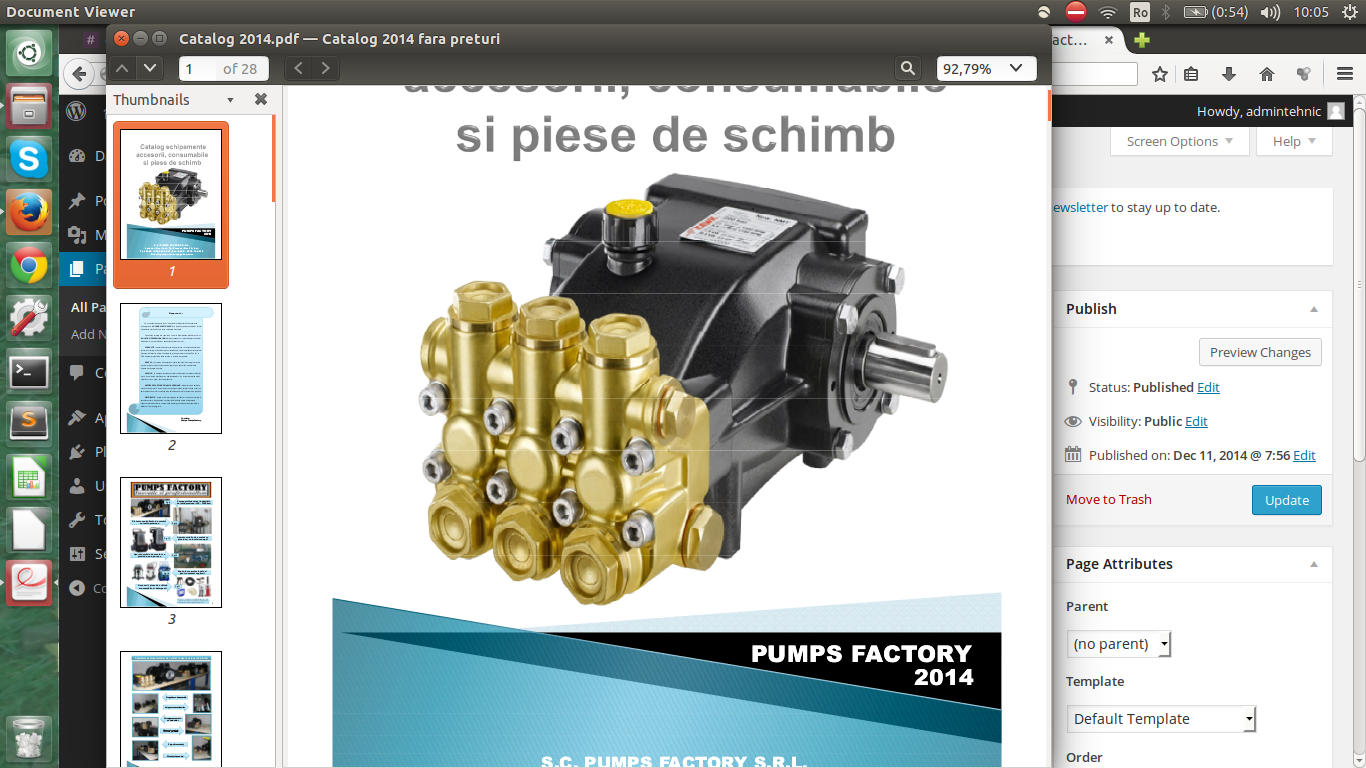 Document Viewer
Ro
(0:54)
10:05
Catalog 2014.pdf — Catalog 2014 fara preturi
1
of 28
92,79%
Thumbnails
Catalog echipamente
accesorii, consumabile
si piese de schimb
PUMPS FACTORY
1
2
PUMPS FACTORY
3
accesorii, consumabile
si piese de schimb
PUMPS FACTORY
2014
S.C. PUMPS FACTORY S.R.L.
#
Da
Po
M
Pa
All Pa
Add N
Co
Ap
Pl
U
To
Se
Co
act...
Howdy, admintehnic
Screen Options
Help
ewsletter to stay up to date.
Publish
Preview Changes
Status: Published Edit
Visibility: Public Edit
Published on: Dec 11, 2014 @ 7:56 Edit
Move to Trash
Update
Page Attributes
Parent
(no parent)
Template
Default Template
Order